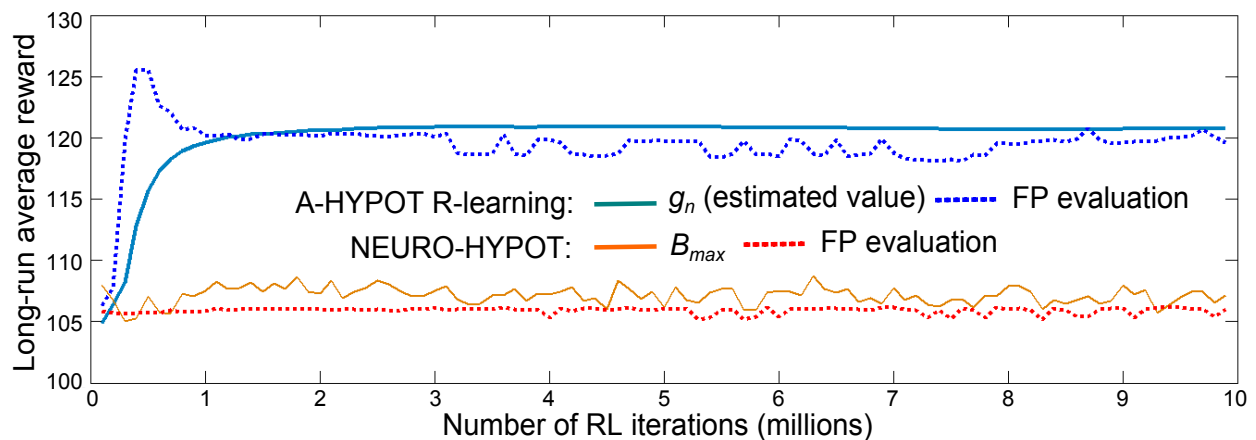 Long-run average reward
130
125
120
115
110
105
100
A-HYPOT R-learning: gn (estimated value) FP evaluation
NEURO-HYPOT: Bmax FP evaluation
0 1 2 3 4 5 6 7 8 9 10
Number of RL iterations (millions)